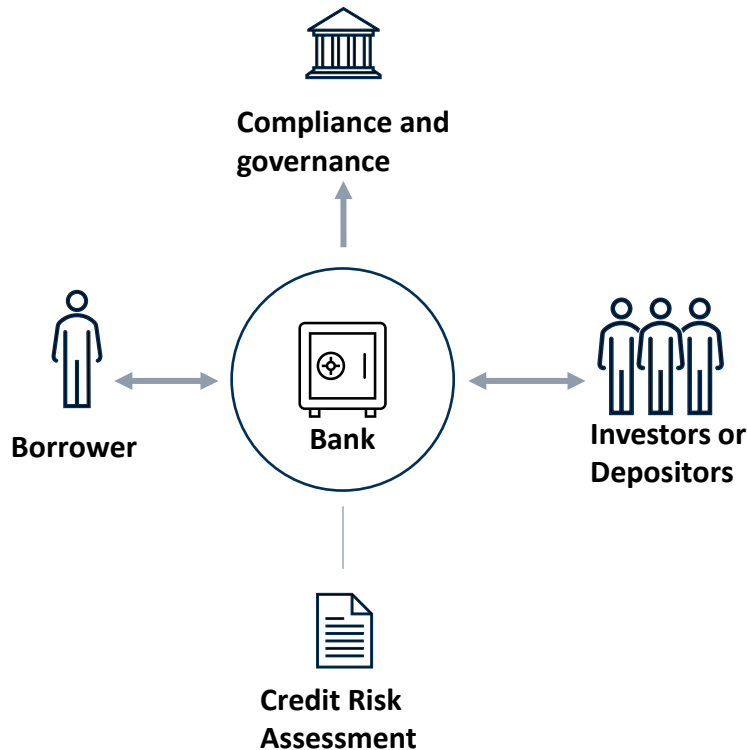 Compliance and
governance
Borrower
Bank
Investors or
Depositors
Credit Risk
Assessment